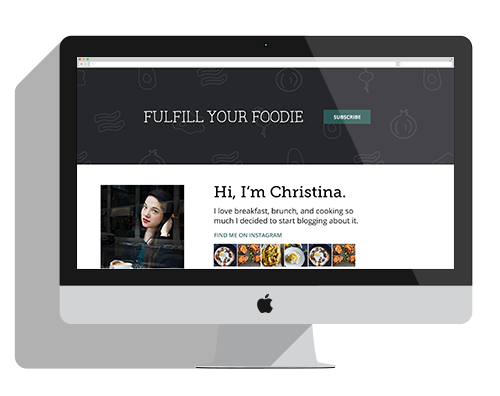 FULFILL YOUR FOODIE
SUBSCRIBE
Hi, I'm Christina.
I love breakfast, brunch, and cooking so
much I decided to start blogging about it.
FIND ME ON INSTAGRAM